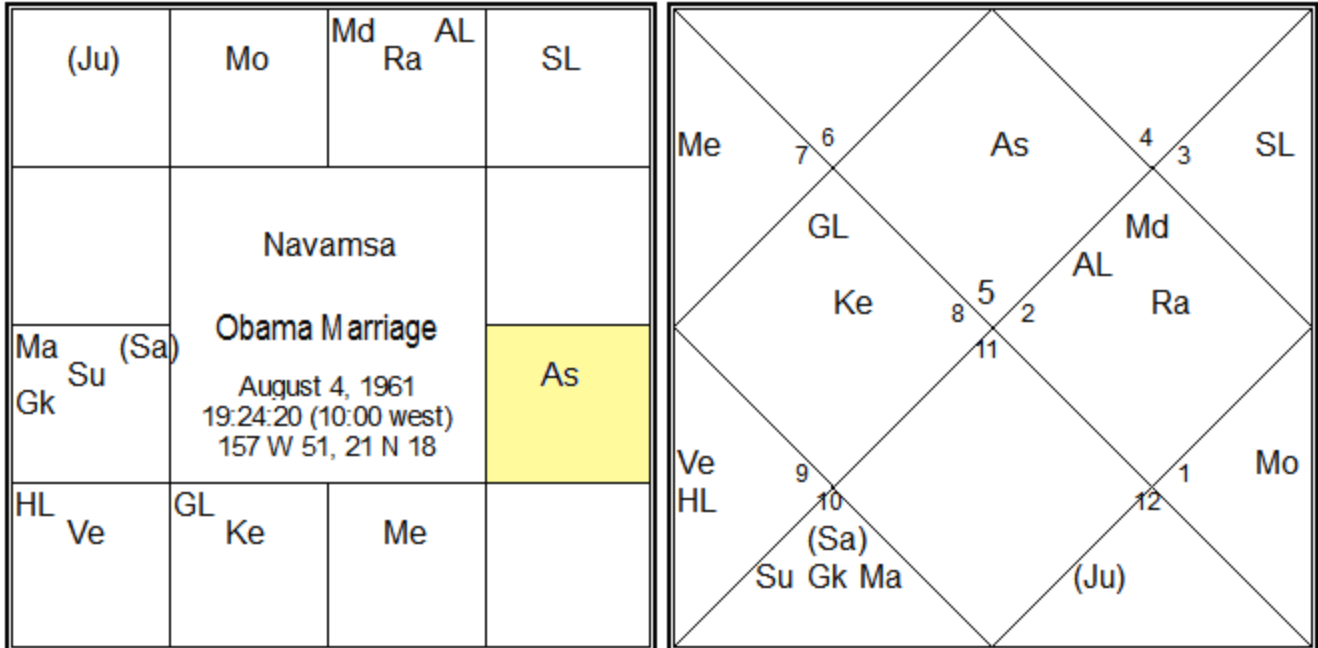 (Ju)
Mo
Md AL
Ra
SL
Navamsa
Obama Marriage
August 4, 1961
19:24:20 (10:00 west)
157 W 51, 21 N 18
Ma (Sa)
Su
Gk
As
HL
Ve
GL
Ke
Me
Me
7 6
As
4 3
SL
GL
Ke
Md
AL
Ra
8 5 2
11
Ve
HL
9
10
(Sa)
Su Gk Ma
12 1
Mo
(Ju)